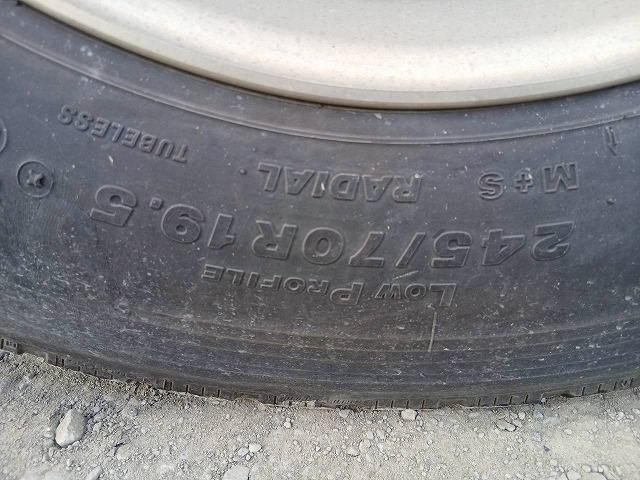 LOW PROFILE
245/70R19.5
M+S RADIAL
TUBELESS